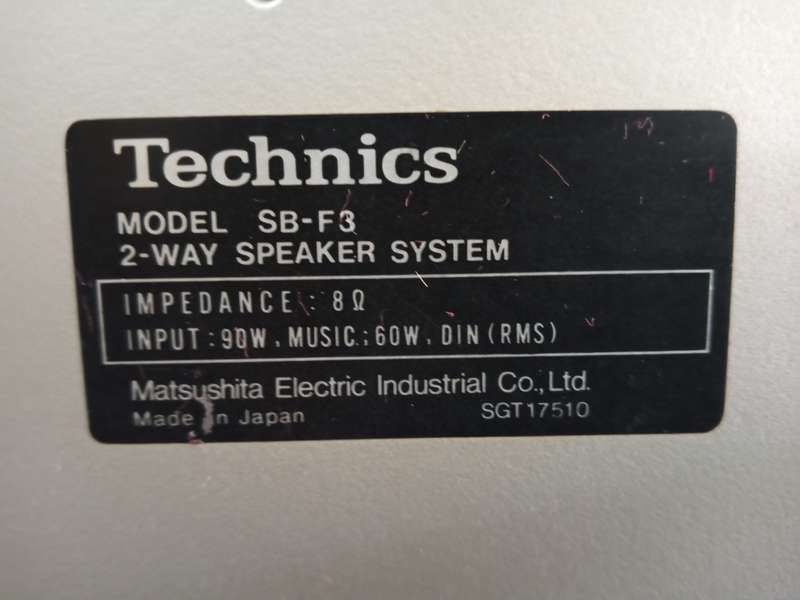 Technics
MODEL SB-F3
2-WAY SPEAKER SYSTEM
IMPEDANCE : 8Ω
INPUT : 90W, MUSIC ; 60W, DIN (RMS)
Matsushita Electric Industrial Co., Ltd.
Made in Japan SGT17510